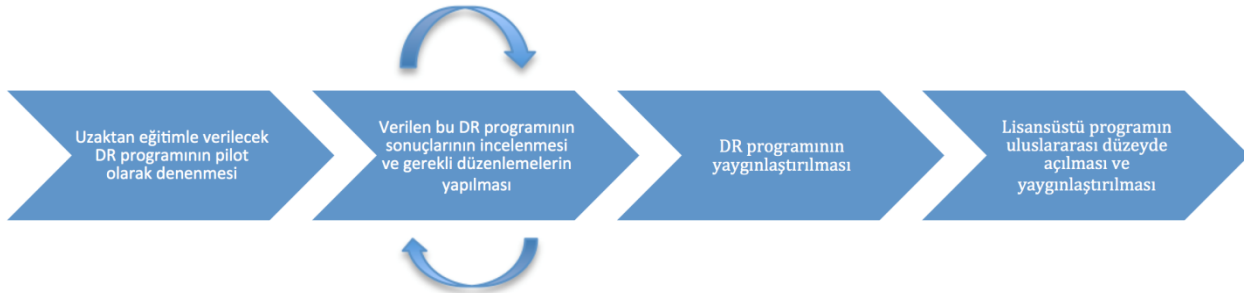 Uzaktan eğitimle verilecek
DR programının pilot
olarak denenmesi
Verilen bu DR programının
sonuçlarının incelenmesi
ve gerekli düzenlemelerin
yapılması
DR programının
yaygınlaştırılması
Lisansüstü programın
uluslararası düzeyde
açılması ve
yaygınlaştırılması